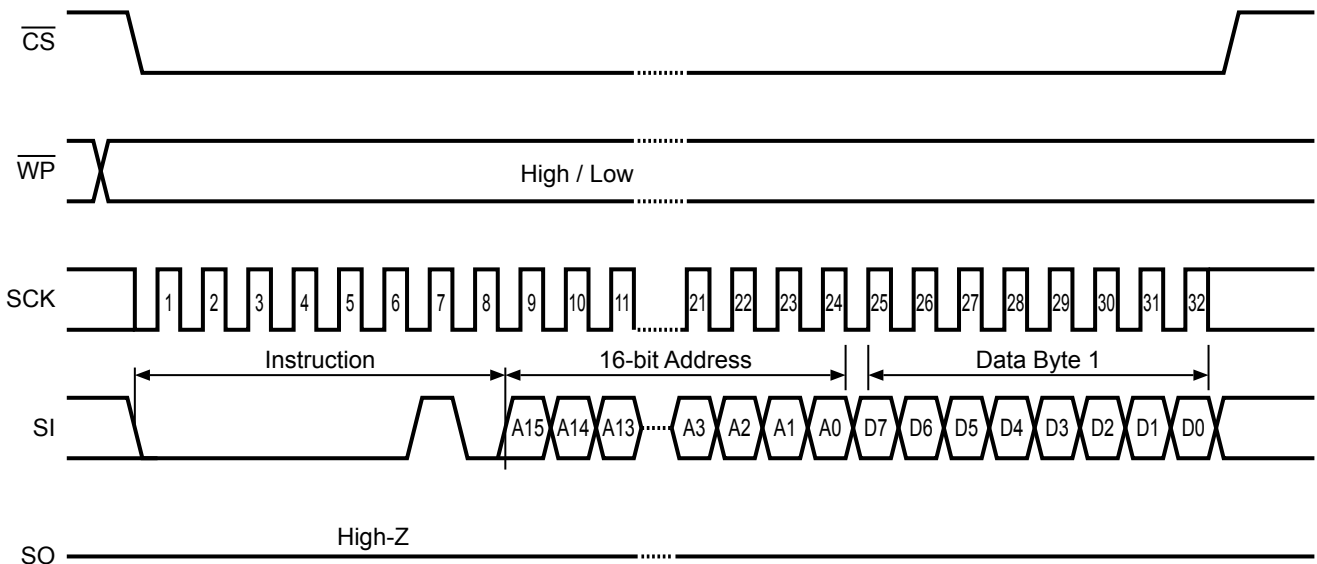 CS
WP
High / Low
SCK
1 2 3 4 5 6 7 8 9 10 11 21 22 23 24 25 26 27 28 29 30 31 32
Instruction 16-bit Address Data Byte 1
SI
A15 A14 A13 A3 A2 A1 A0 D7 D6 D5 D4 D3 D2 D1 D0
High-Z
SO